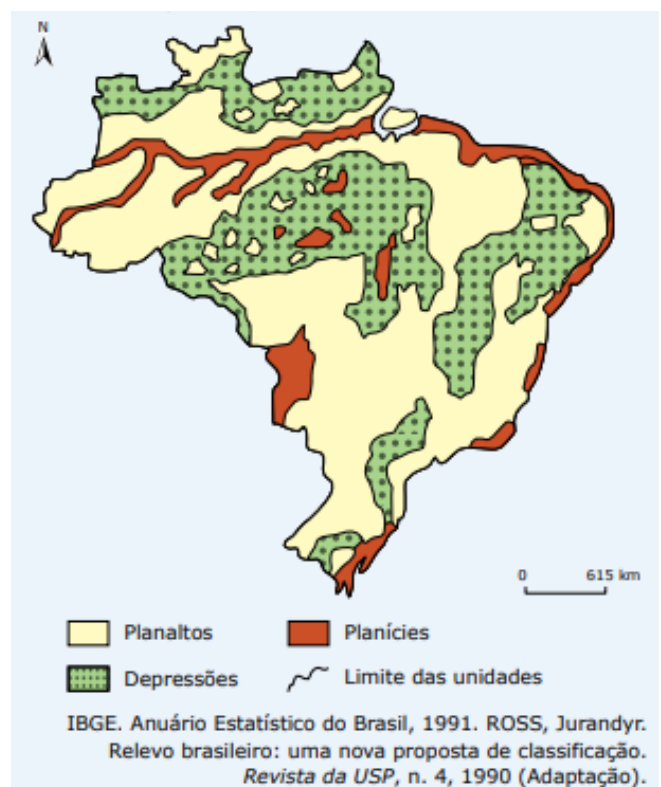 N
0 615 km
Planaltos Planícies
Depressões Limite das unidades
IBGE. Anuário Estatístico do Brasil, 1991. ROSS, Jurandyr.
Relevo brasileiro: uma nova proposta de classificação.
Revista da USP, n. 4, 1990 (Adaptação).